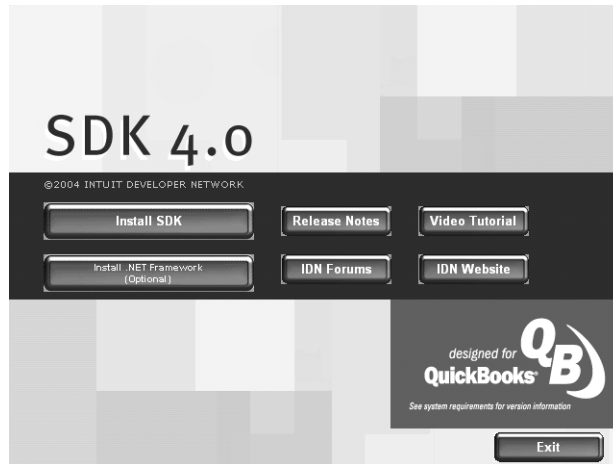 SDK 4.0
©2004 INTUIT DEVELOPER NETWORK
Install SDK
Release Notes
Video Tutorial
Install .NET Framework
(Optional)
IDN Forums
IDN Website
designed for
QuickBooks®
QB
See system requirements for version information
Exit